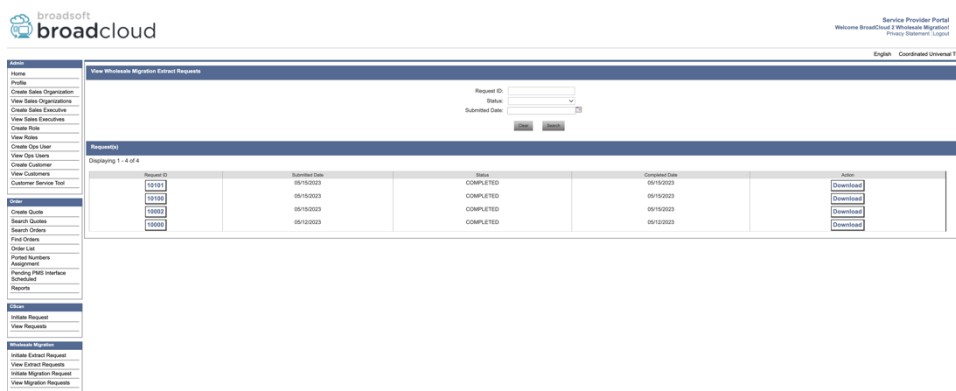 broadsoft
broadcloud
Service Provider Portal
Welcome BroadCloud 2 Wholesale Migration!
Privacy Statement | Logout
English Coordinated Universal T
Admin
Home
Profile
Create Sales Organization
View Sales Organizations
Create Sales Executive
View Sales Executives
Create Role
View Roles
Create Ops User
View Ops Users
Create Customer
View Customers
Customer Service Tool
Order
Create Quote
Search Quotes
Search Orders
Find Orders
Order List
Ported Numbers
Assignment
Pending PMS Interface
Scheduled
Reports
Initiate Request
View Requests
Wholesale Migration
Initiate Extract Request
View Extract Requests
Initiate Migration Request
View Migration Requests
View Wholesale Migration Extract Requests
Request ID:
Status:
Submitted Date:
Clear Search
Request(s)
Displaying 1 - 4 of 4
Request ID Submitted Date Status Completed Date Action
10101 05/15/2023 COMPLETED 05/15/2023 Download
10100 05/15/2023 COMPLETED 05/15/2023 Download
10002 05/15/2023 COMPLETED 05/15/2023 Download
10000 05/12/2023 COMPLETED 05/12/2023 Download